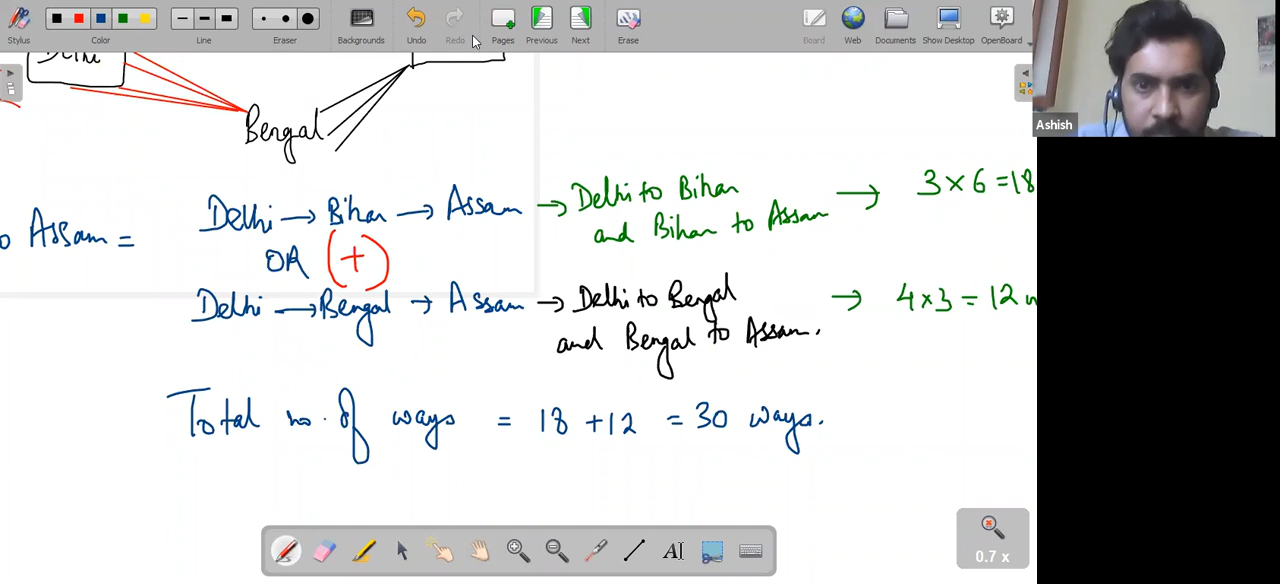 Stylus Color Line Eraser Backgrounds Undo Redo Pages Previous Next Erase Board Web Documents Show Desktop OpenBoard
Delhi
Bengal
Ashish
Delhi → Bihar → Assam → Delhi to Bihar and Bihar to Assam → 3 × 6 = 18
o Assam =
OR (+)
Delhi → Bengal → Assam → Delhi to Bengal and Bengal to Assam. → 4 × 3 = 12
Total no. of ways = 18 + 12 = 30 ways.
0.7 x